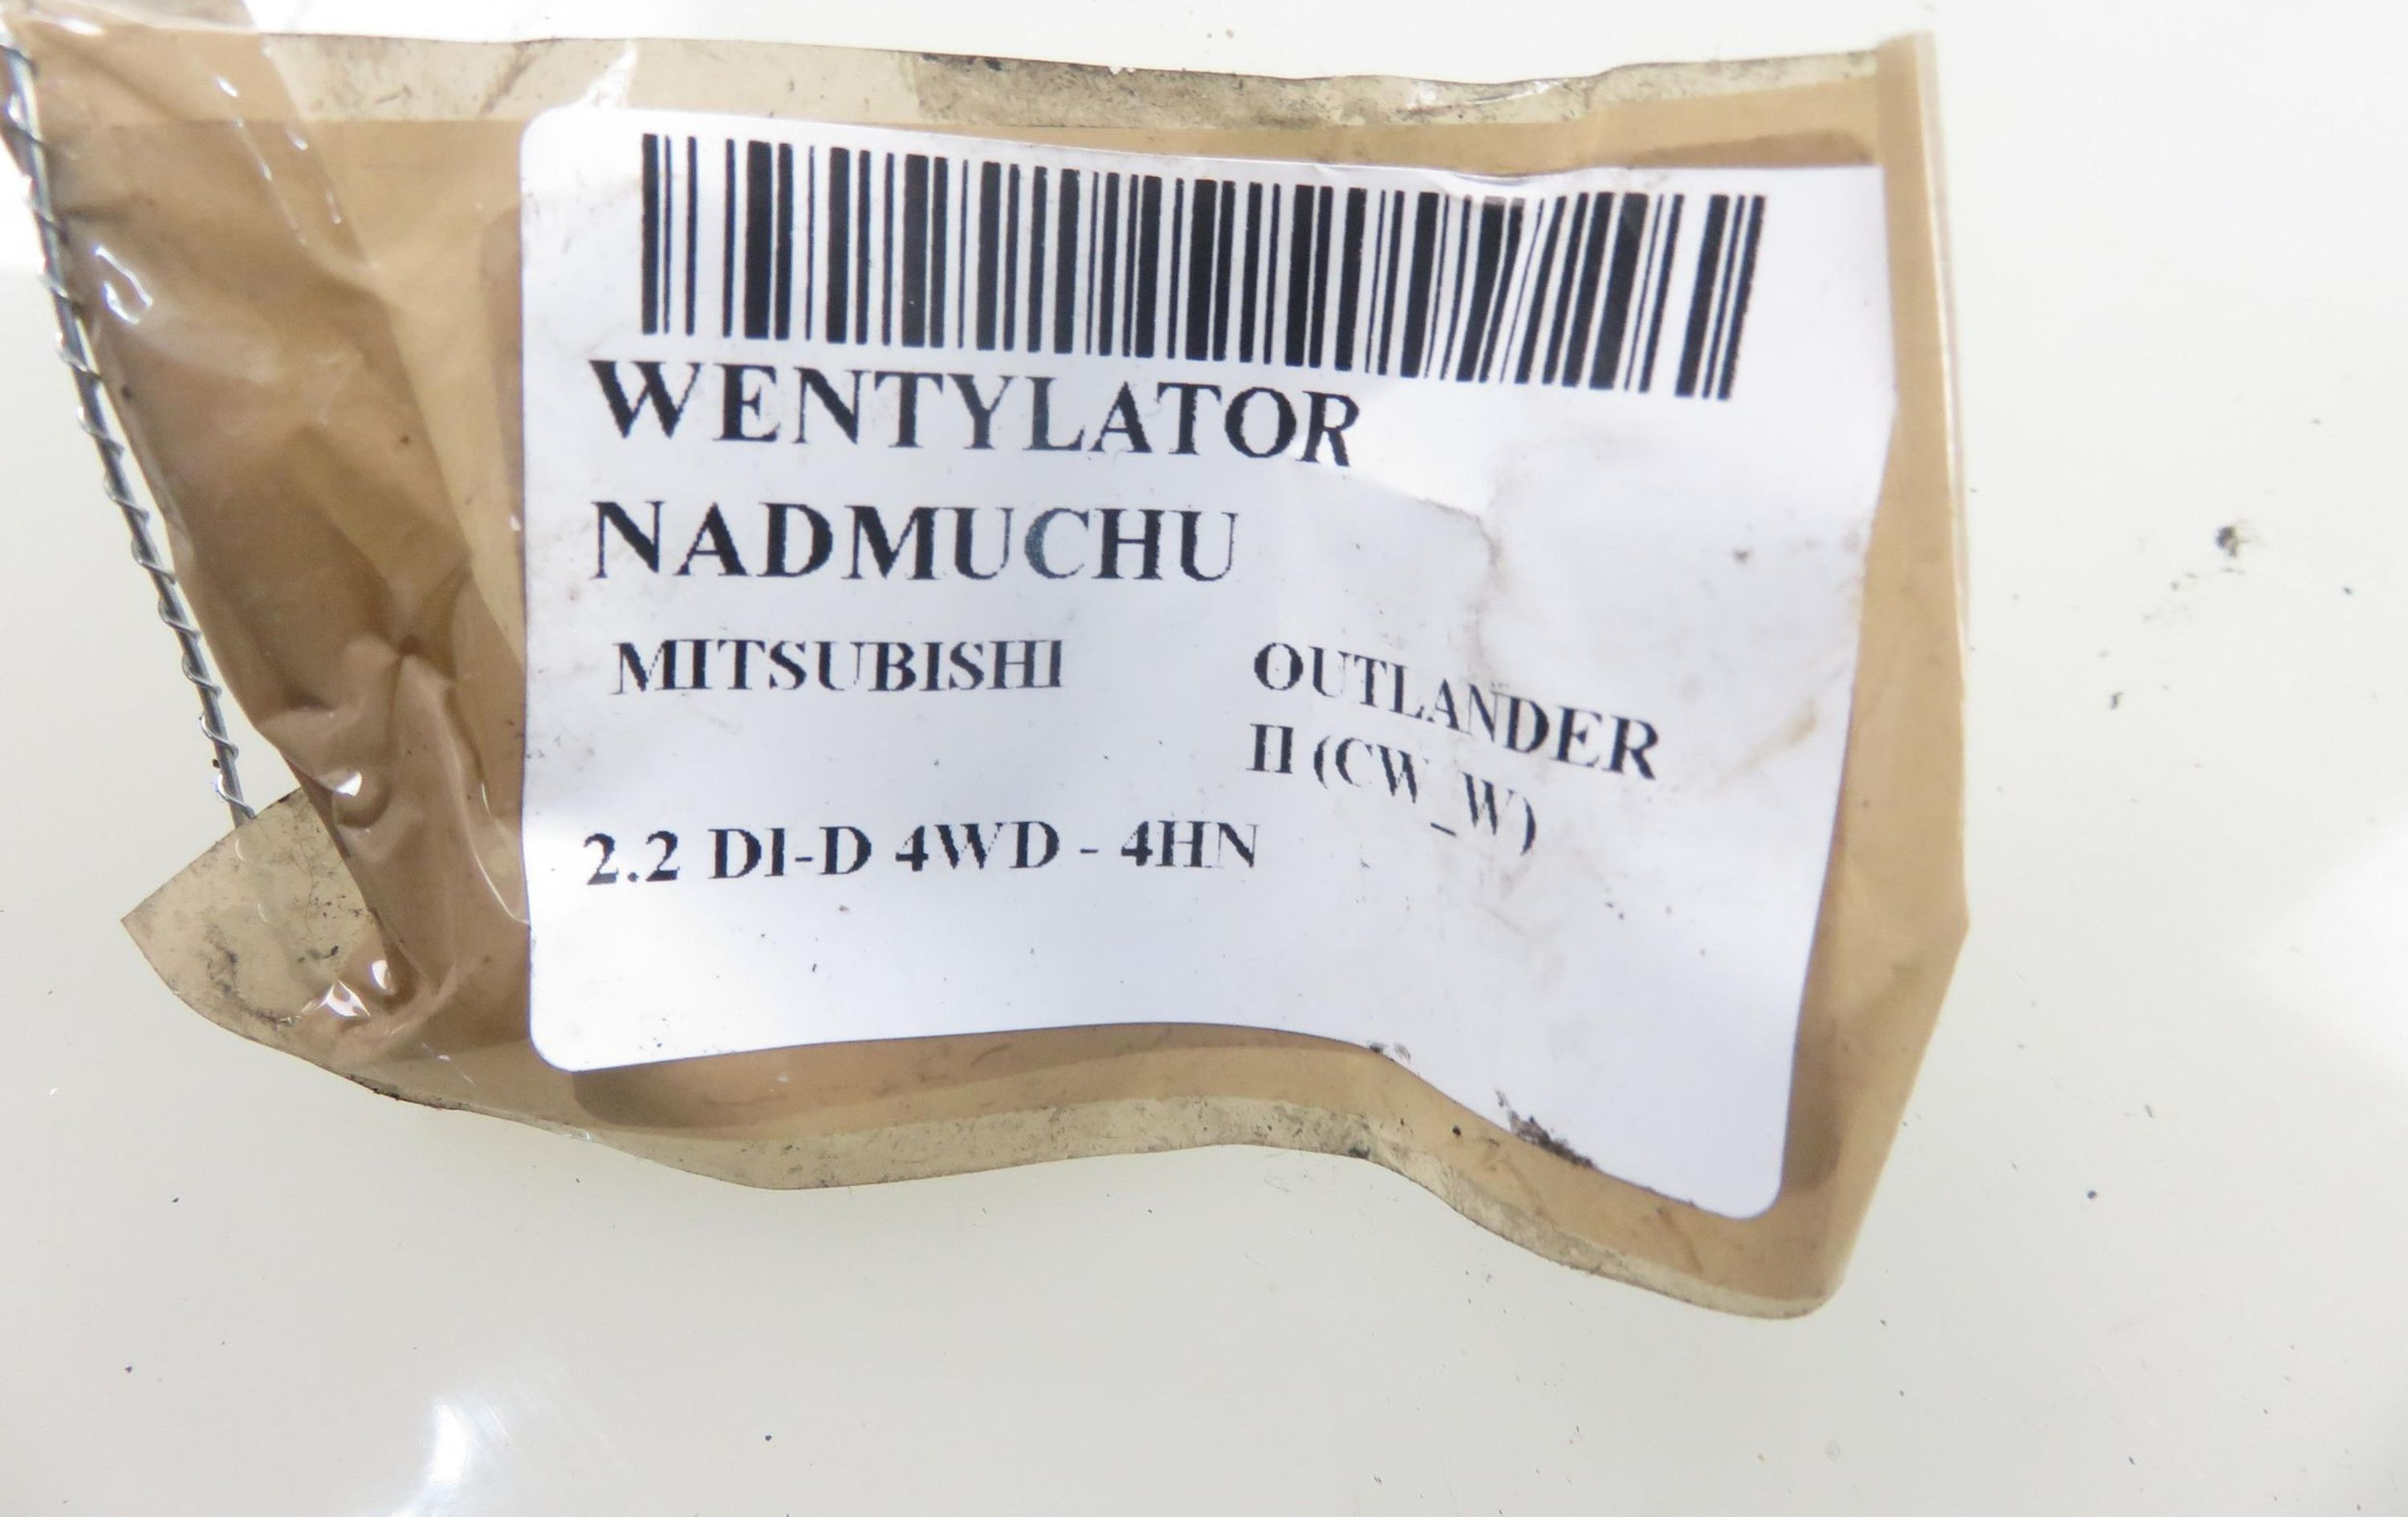 WENTYLATOR
NADMUCHU
MITSUBISHI OUTLANDER
II (CW_W)
2.2 DI-D 4WD - 4HN